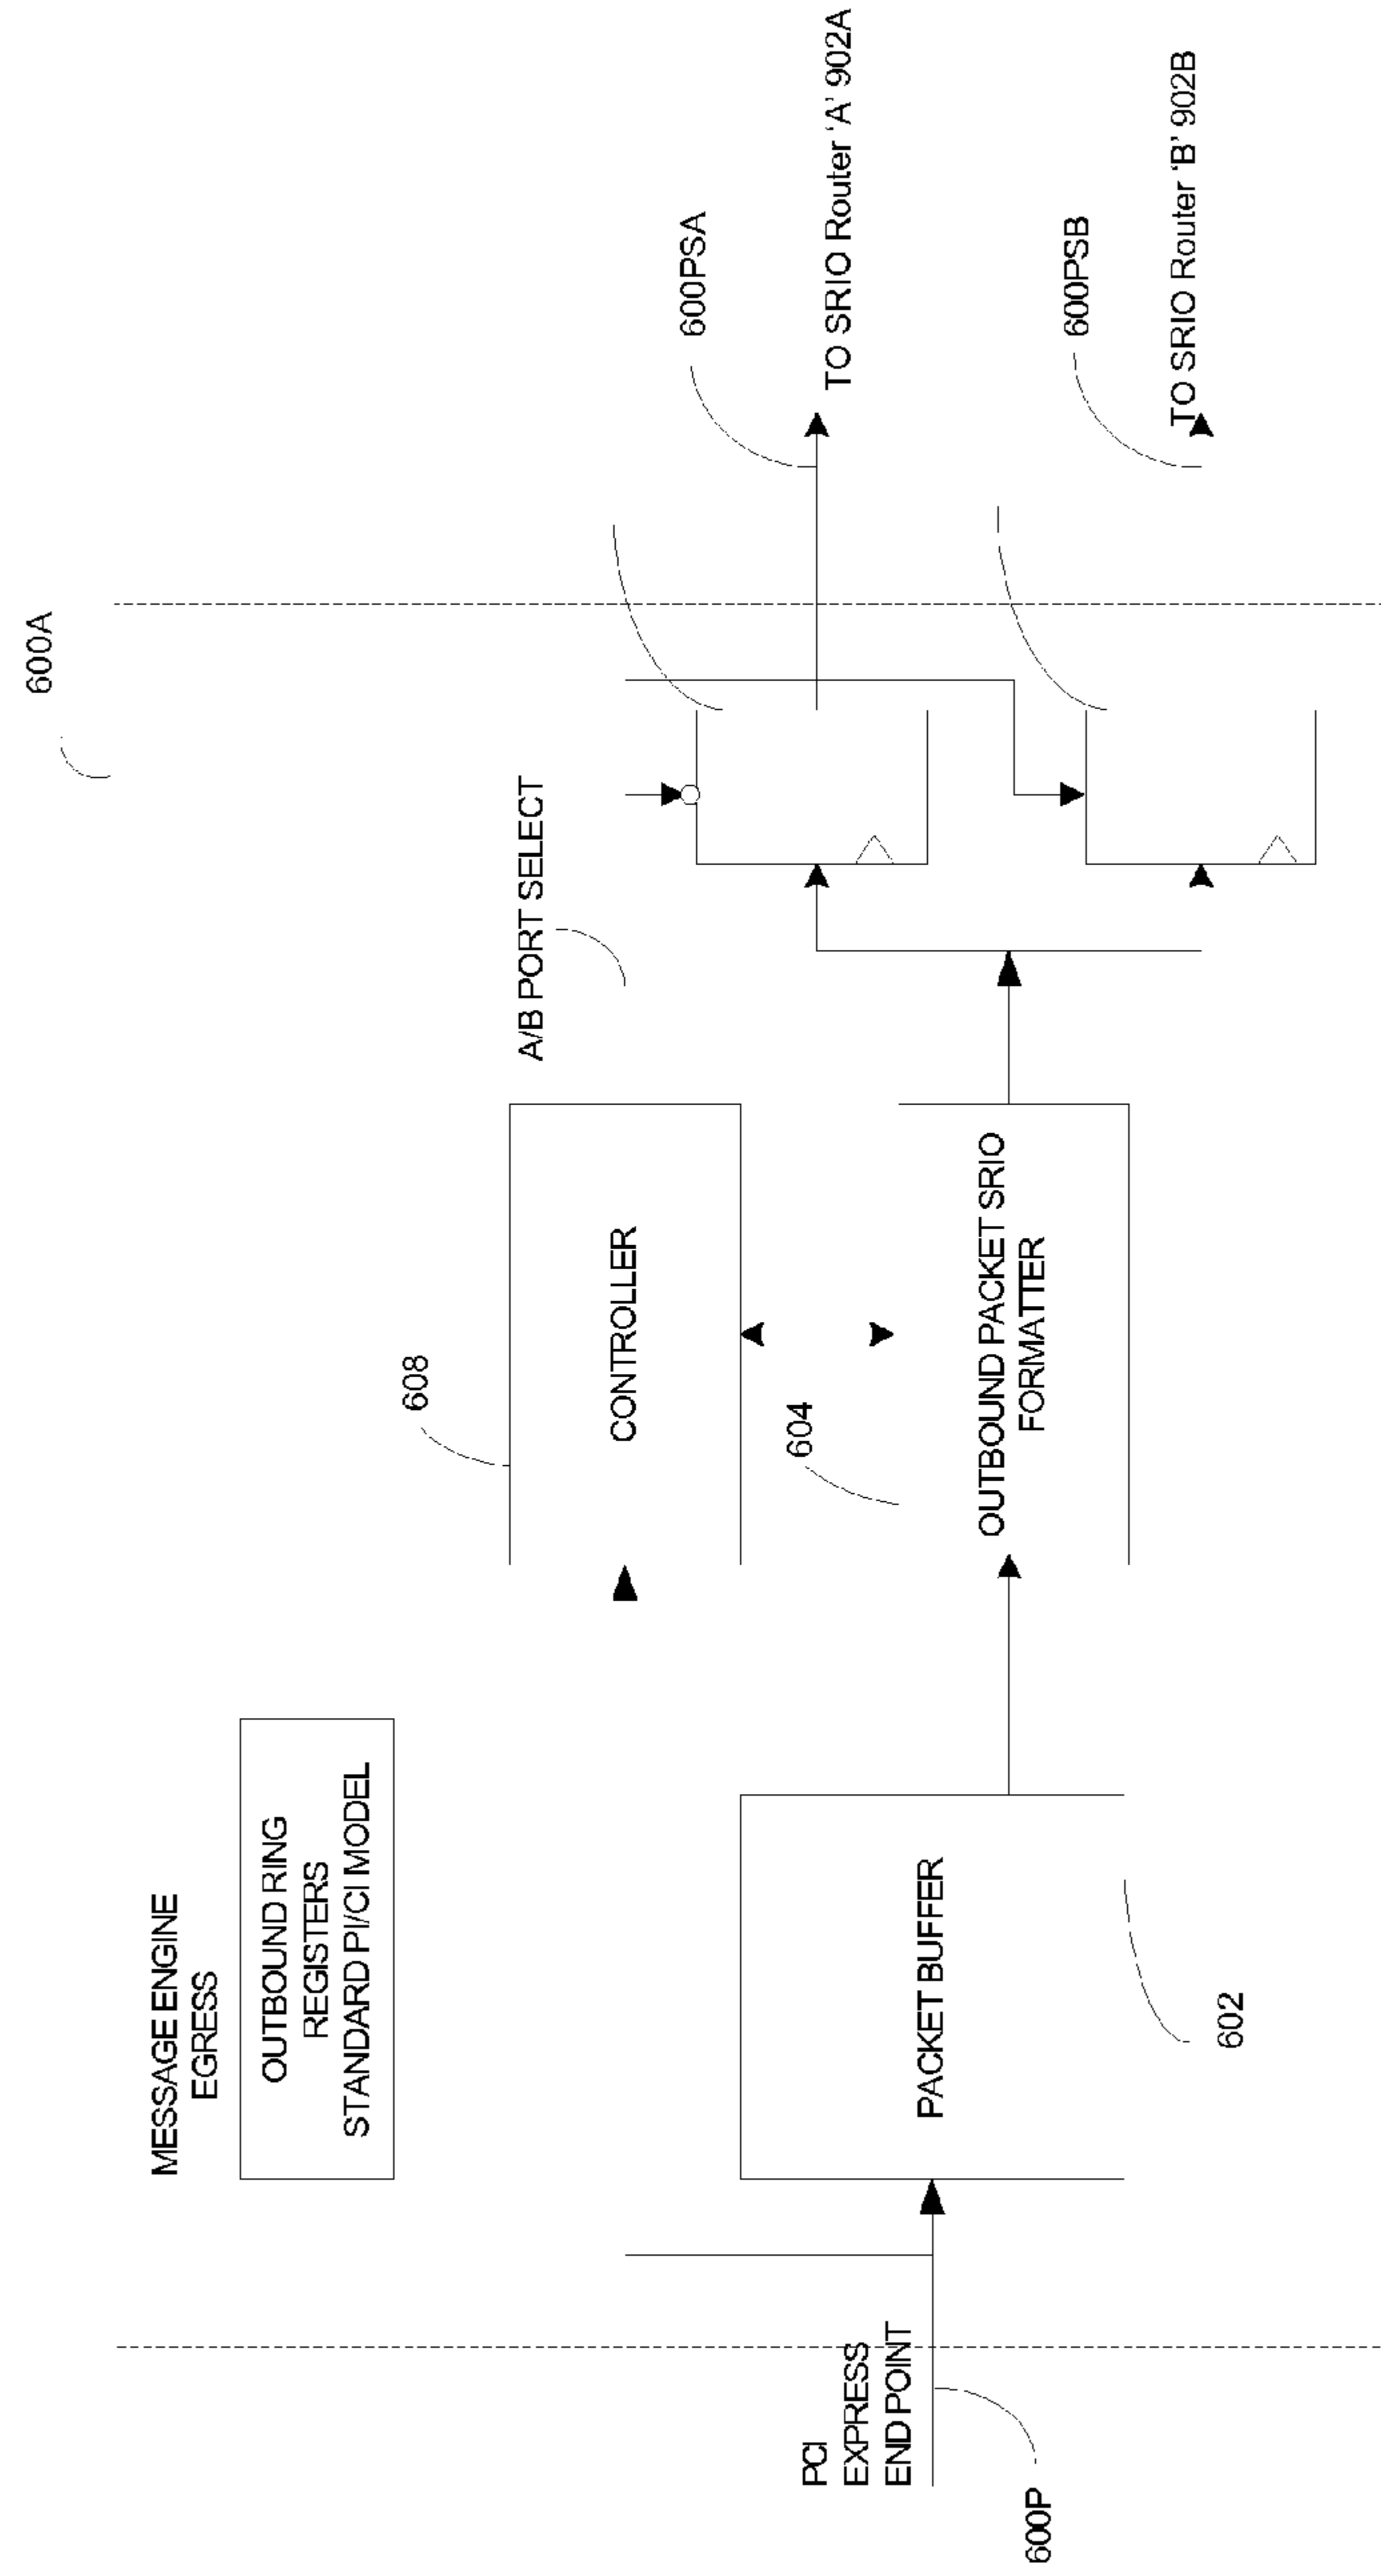 600A
MESSAGE ENGINE
EGRESS
OUTBOUND RING
REGISTERS
STANDARD PI/CI MODEL
608
A/B PORT SELECT
CONTROLLER
600PSA
604
TO SRIO Router 'A' 902A
PCI
EXPRESS
END POINT
PACKET BUFFER
OUTBOUND PACKET SRIO
FORMATTER
600P
602
600PSB
TO SRIO Router 'B' 902B